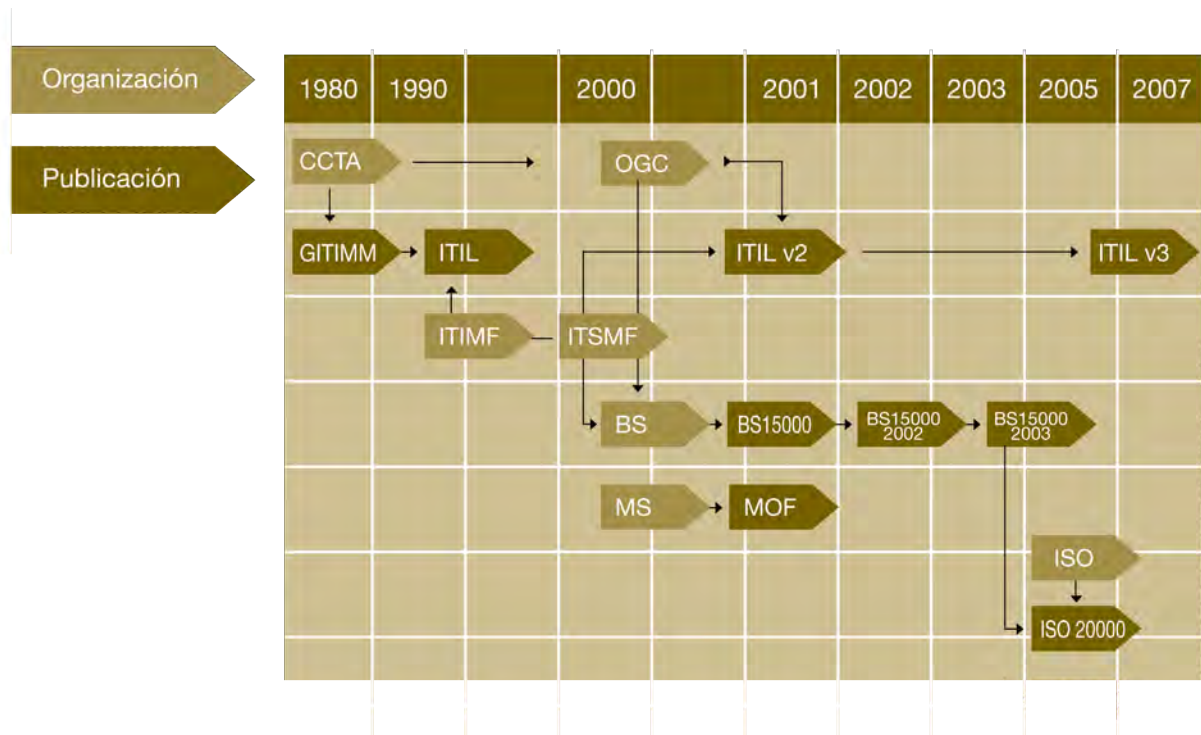 Organización
Publicación
1980 1990 2000 2001 2002 2003 2005 2007
CCTA OGC
GITIMM ITIL ITIL v2 ITIL v3
ITIMF ITSMF
BS BS15000 BS15000 2002 BS15000 2003
MS MOF
ISO
ISO 20000